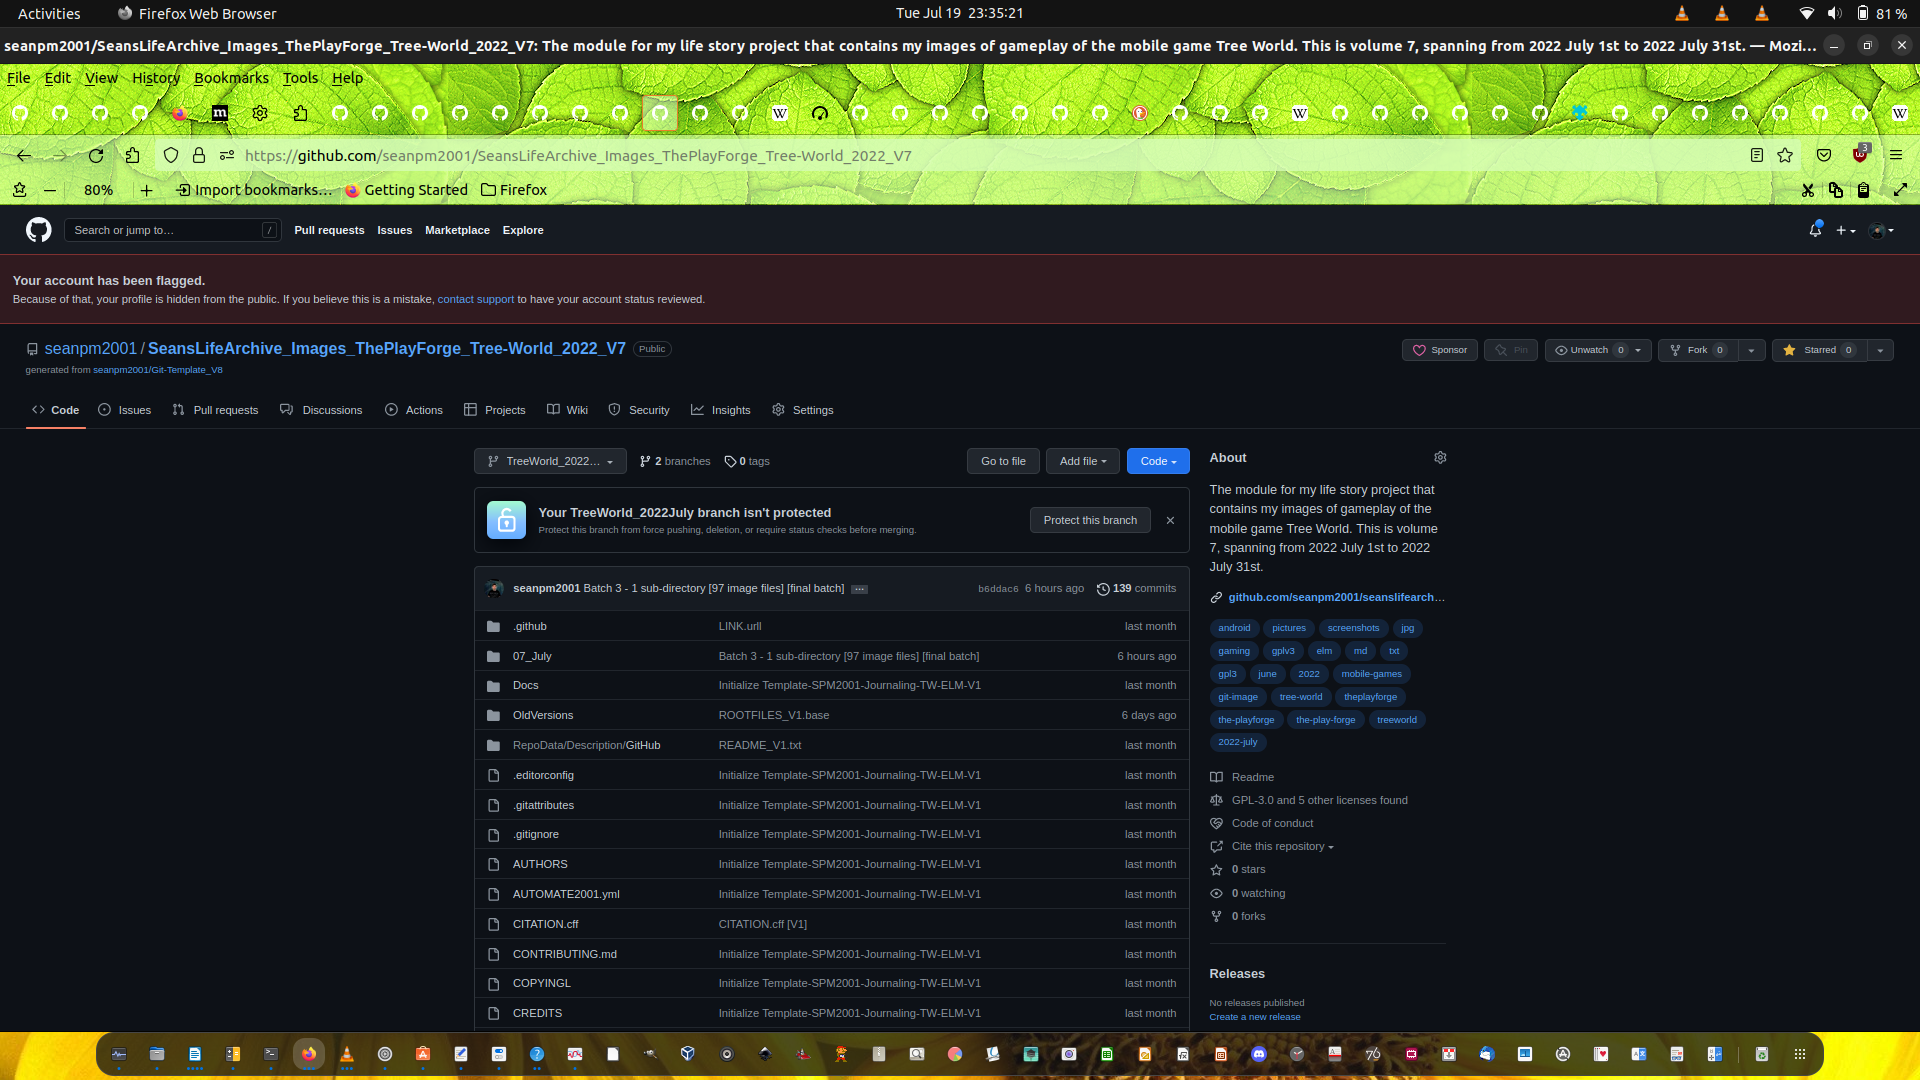 Activities Firefox Web Browser Tue Jul 19 23:35:21 81 %
seanpm2001/SeansLifeArchive_Images_ThePlayForge_Tree-World_2022_V7: The module for my life story project that contains my images of gameplay of the mobile game Tree World. This is volume 7, spanning from 2022 July 1st to 2022 July 31st. — Mozi…
File Edit View History Bookmarks Tools Help
https://github.com/seanpm2001/SeansLifeArchive_Images_ThePlayForge_Tree-World_2022_V7 3
80% Import bookmarks… Getting Started Firefox
Search or jump to… / Pull requests Issues Marketplace Explore
Your account has been flagged.
Because of that, your profile is hidden from the public. If you believe this is a mistake, contact support to have your account status reviewed.
seanpm2001 / SeansLifeArchive_Images_ThePlayForge_Tree-World_2022_V7 Public
Sponsor Pin Unwatch 0 Fork 0 Starred 0
generated from seanpm2001/Git-Template_V8
Code Issues Pull requests Discussions Actions Projects Wiki Security Insights Settings
TreeWorld_2022… 2 branches 0 tags Go to file Add file Code
Your TreeWorld_2022July branch isn't protected
Protect this branch from force pushing, deletion, or require status checks before merging.
Protect this branch
seanpm2001 Batch 3 - 1 sub-directory [97 image files] [final batch] … b6ddac6 6 hours ago 139 commits
.github LINK.urll last month
07_July Batch 3 - 1 sub-directory [97 image files] [final batch] 6 hours ago
Docs Initialize Template-SPM2001-Journaling-TW-ELM-V1 last month
OldVersions ROOTFILES_V1.base 6 days ago
RepoData/Description/GitHub README_V1.txt last month
.editorconfig Initialize Template-SPM2001-Journaling-TW-ELM-V1 last month
.gitattributes Initialize Template-SPM2001-Journaling-TW-ELM-V1 last month
.gitignore Initialize Template-SPM2001-Journaling-TW-ELM-V1 last month
AUTHORS Initialize Template-SPM2001-Journaling-TW-ELM-V1 last month
AUTOMATE2001.yml Initialize Template-SPM2001-Journaling-TW-ELM-V1 last month
CITATION.cff CITATION.cff [V1] last month
CONTRIBUTING.md Initialize Template-SPM2001-Journaling-TW-ELM-V1 last month
COPYINGL Initialize Template-SPM2001-Journaling-TW-ELM-V1 last month
CREDITS Initialize Template-SPM2001-Journaling-TW-ELM-V1 last month
About
The module for my life story project that
contains my images of gameplay of the
mobile game Tree World. This is volume
7, spanning from 2022 July 1st to 2022
July 31st.
github.com/seanpm2001/seanslifearch…
android pictures screenshots jpg
gaming gplv3 elm md txt
gpl3 june 2022 mobile-games
git-image tree-world theplayforge
the-playforge the-play-forge treeworld
2022-july
Readme
GPL-3.0 and 5 other licenses found
Code of conduct
Cite this repository
0 stars
0 watching
0 forks
Releases
No releases published
Create a new release